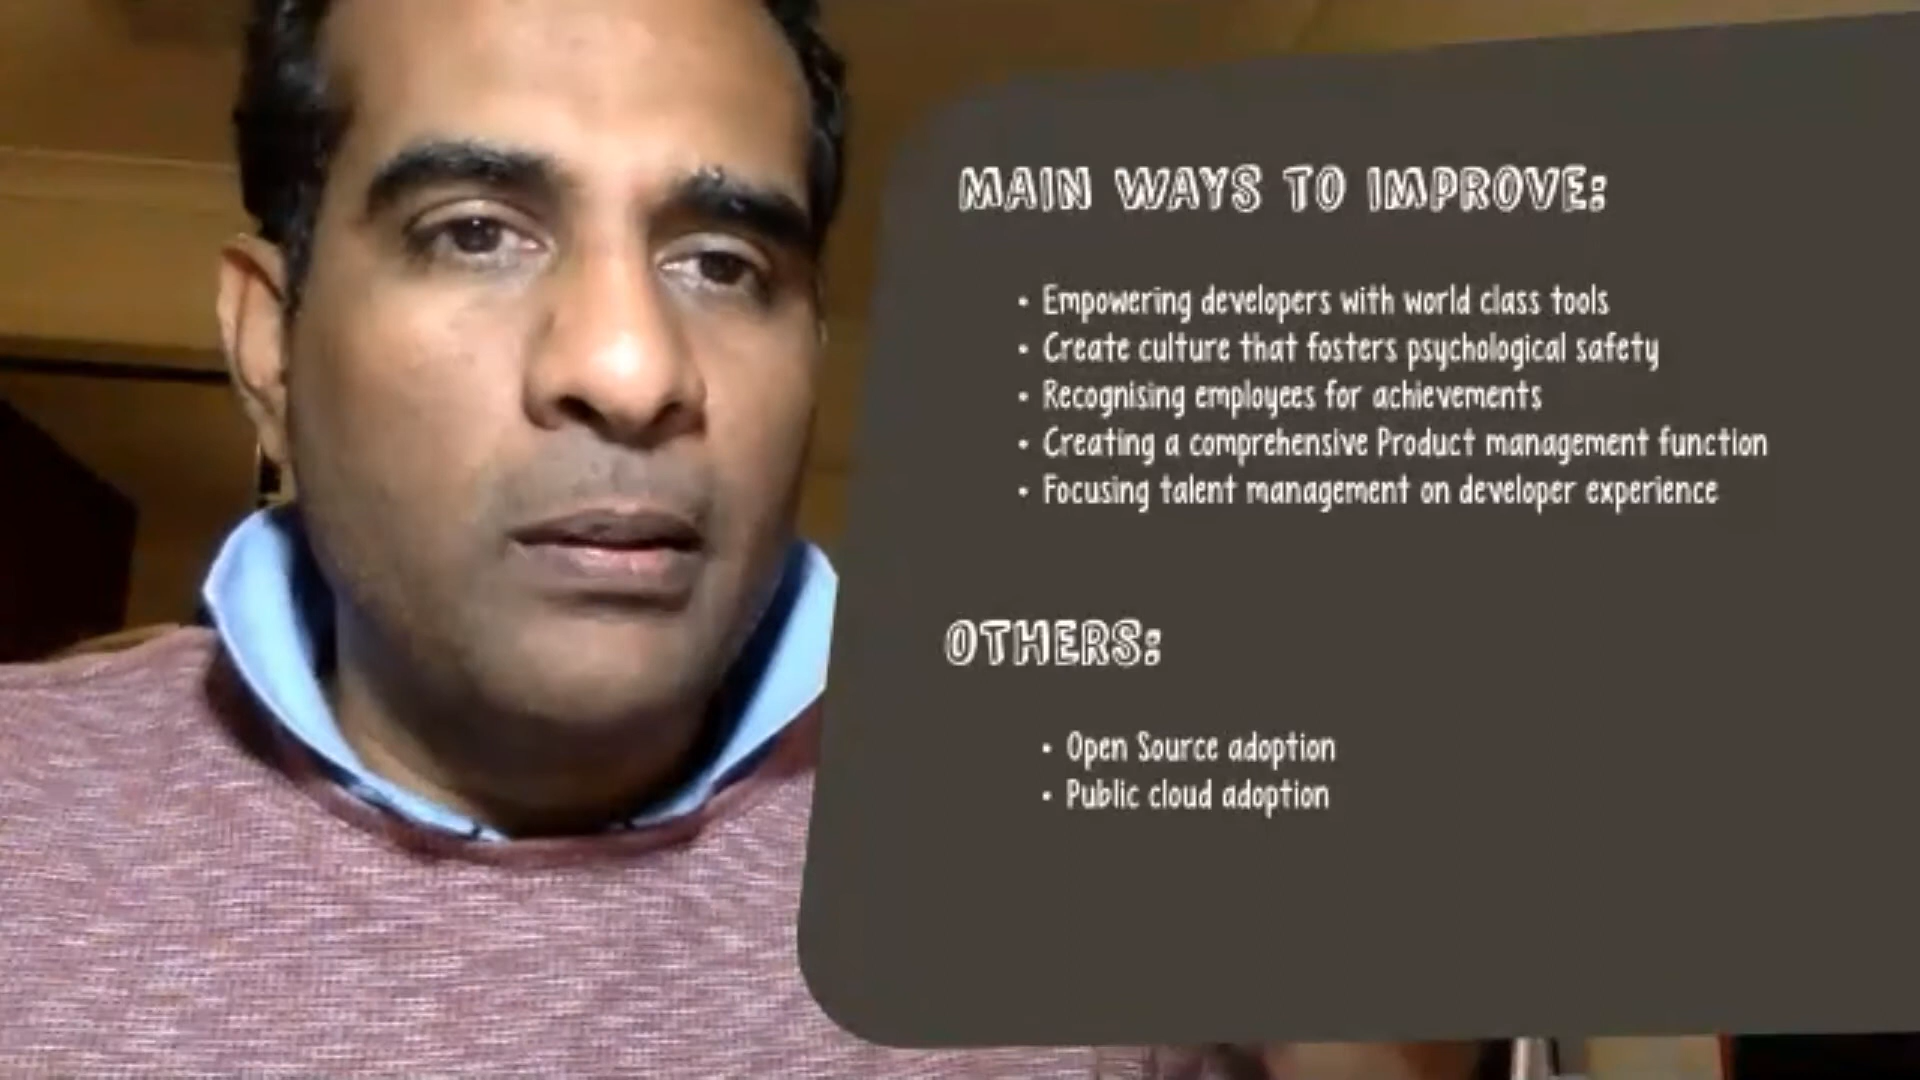 MAIN WAYS TO IMPROVE:
• Empowering developers with world class tools
• Create culture that fosters psychological safety
• Recognising employees for achievements
• Creating a comprehensive Product management function
• Focusing talent management on developer experience
OTHERS:
• Open Source adoption
• Public cloud adoption